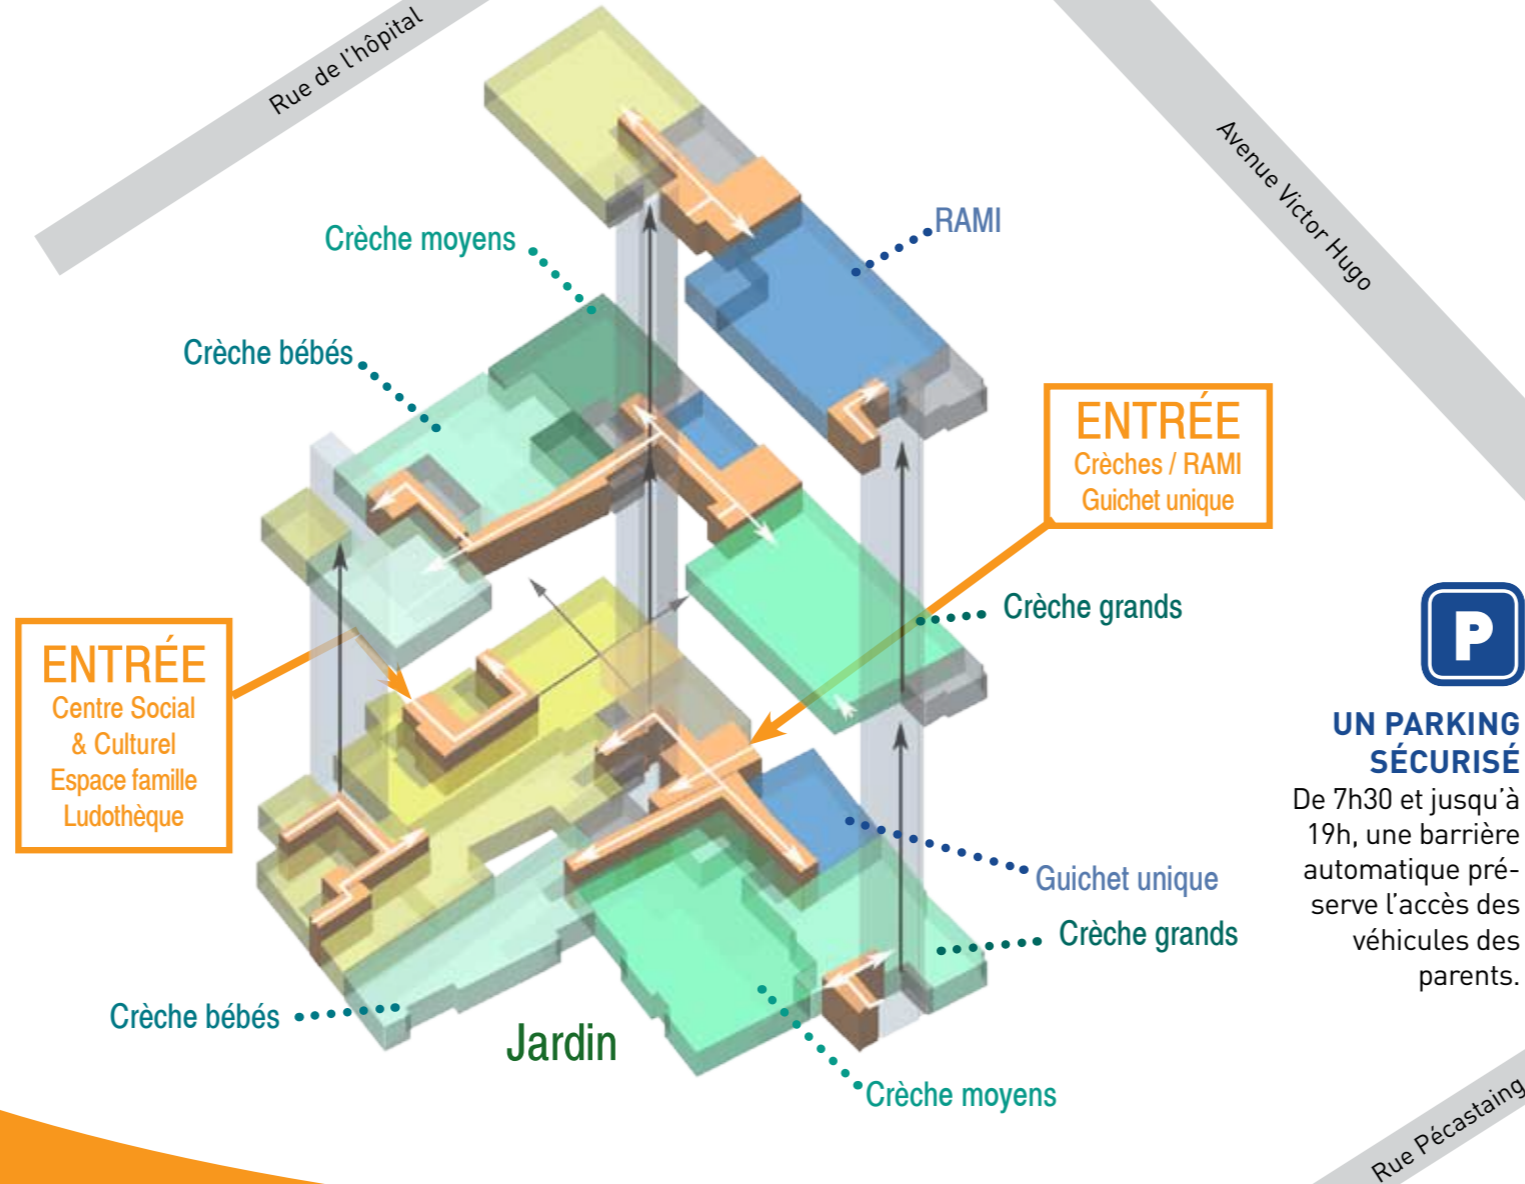 Rue de l'hôpital
Avenue Victor Hugo
RAMI
Crèche moyens
Crèche bébés
ENTRÉE
Crèches / RAMI
Guichet unique
Crèche grands
ENTRÉE
Centre Social
& Culturel
Espace famille
Ludothèque
P
UN PARKING
SÉCURISÉ
De 7h30 et jusqu'à
19h, une barrière
automatique pré-
serve l'accès des
véhicules des
parents.
Guichet unique
Crèche grands
Crèche bébés
Jardin
Crèche moyens
Rue Pécastaing